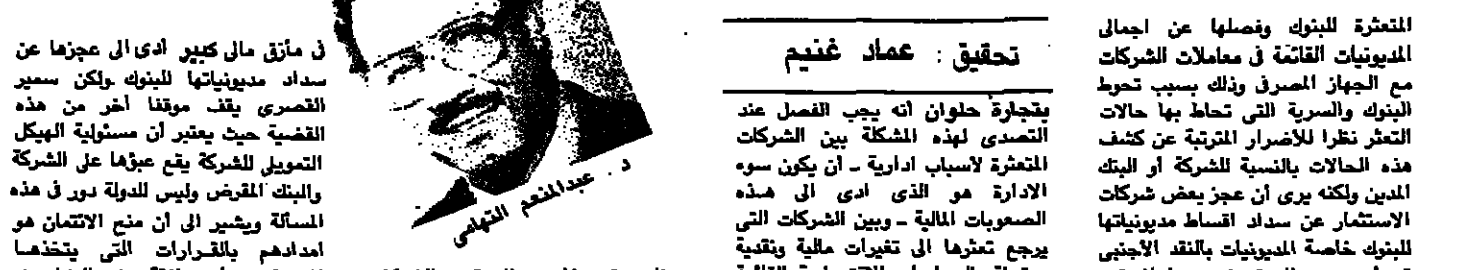 المتعثرة للبنوك وفصلها عن اجمالى
المديونيات القائمة فى معاملات الشركات
مع الجهاز المصرفى وذلك بسبب تحوط
البنوك والسرية التى تحاط بها حالات
التعثر نظرا للأضرار المترتبة عن كشف
هذه الحالات بالنسبة للشركة أو البنك
المدين ولكنه يرى أن عجز بعض شركات
الاستثمار عن سداد اقساط مديونياتها
للبنوك خاصة المديونيات بالنقد الأجنبى
تحقيق : عماد غنيم
بتجارة حلوان أنه يجب الفصل عند
التصدى لهذه المشكلة بين الشركات
المتعثرة لأسباب ادارية ـ أن يكون سوء
الادارة هو الذى ادى الى هذه
الصعوبات المالية ـ وبين الشركات التى
يرجع تعثرها الى تغيرات مالية ونقدية
د . عبدالمنعم التهامى
فى مأزق مالى كبير أدى الى عجزها عن
سداد مديونياتها للبنوك .ولكن سمير
القصرى يقف موقفا أخر من هذه
القضية حيث يعتبر أن مسئولية الهيكل
التمويلى للشركة يقع عبؤها على الشركة
والبنك المقرض وليس للدولة دور فى هذه
المسألة ويشير الى أن منح الائتمان هو
امدادهم بالقرارات التى يتخذهـا